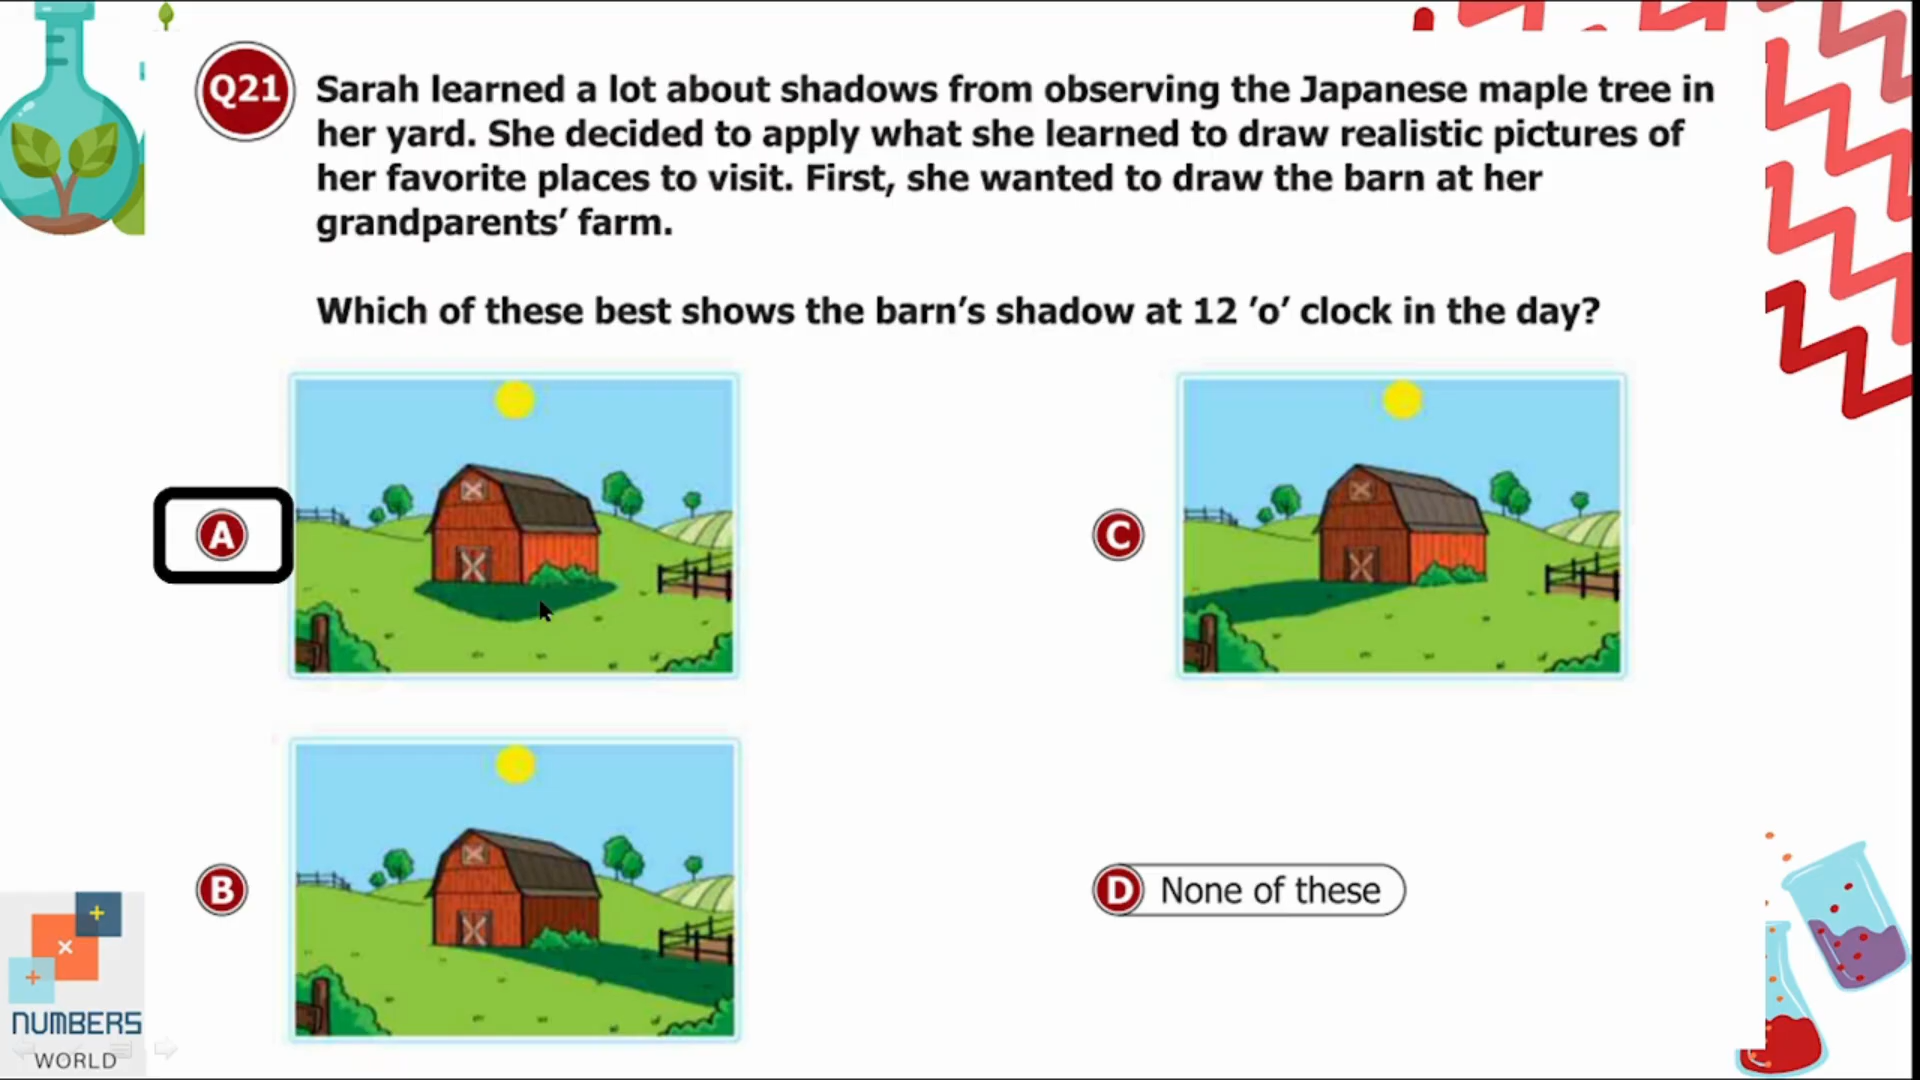 Q21
Sarah learned a lot about shadows from observing the Japanese maple tree in
her yard. She decided to apply what she learned to draw realistic pictures of
her favorite places to visit. First, she wanted to draw the barn at her
grandparents’ farm.
Which of these best shows the barn’s shadow at 12 ’o’ clock in the day?
A
C
B
D None of these
NUMBERS
WORLD